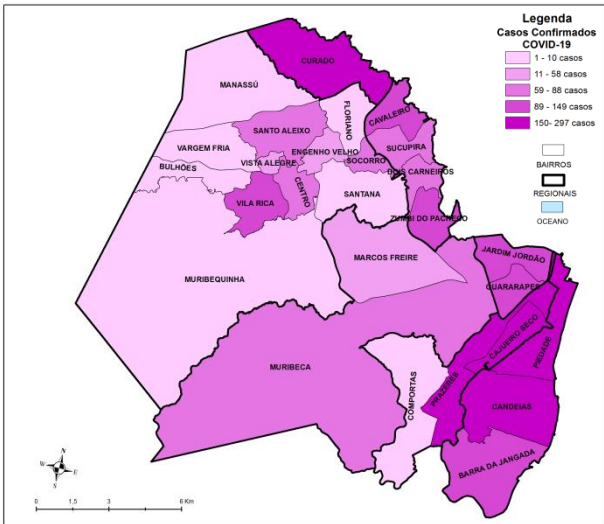 Legenda
Casos Confirmados
COVID-19
1 - 10 casos
11 - 58 casos
59 - 88 casos
89 - 149 casos
150- 297 casos
BAIRROS
REGIONAIS
OCEANO
CURADO
MANASSÚ
FLORIANO
CAVALEIRO
SANTO ALEIXO
SUCUPIRA
VARGEM FRIA
ENGENHO VELHO
VISTA ALEGRE
SOCORRO
BULHÕES
DOIS CARNEIROS
CENTRO
SANTANA
VILA RICA
ZUMBI DO PACHECO
JARDIM JORDÃO
MARCOS FREIRE
MURIBEQUINHA
GUARARAPES
CAJUEIRO SECO
PIEDADE
MURIBECA
COMPORTAS
PRAZERES
CANDEIAS
BARRA DA JANGADA
N
W
E
S
0 1,5 3 6 Km